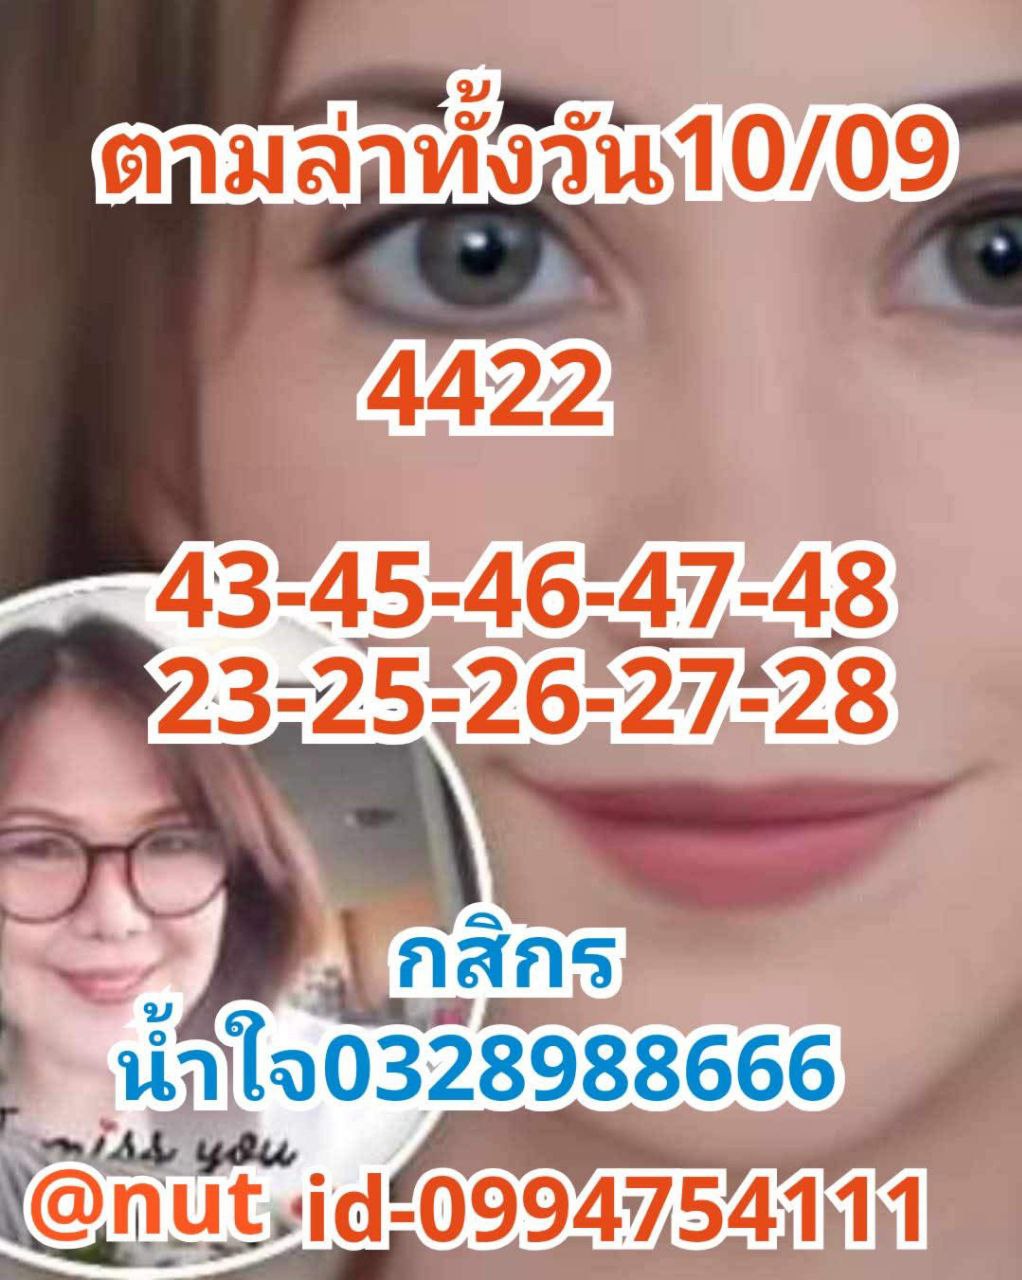 ตามล่าทั้งวัน10/09
4422
43-45-46-47-48
23-25-26-27-28
กสิกร
น้ำใจ0328988666
miss you
@nut id-0994754111